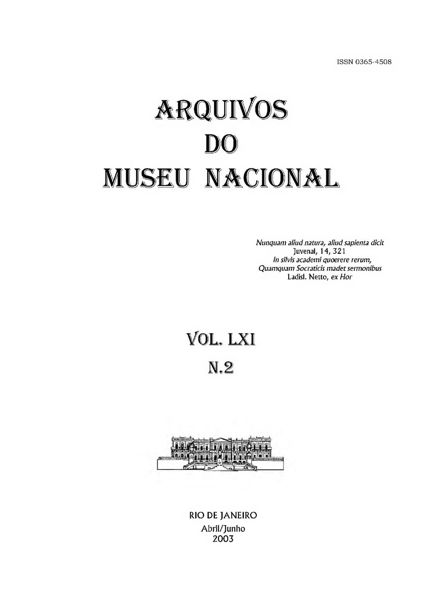 ISSN 0365-4508
ARQUIVOS
DO
MUSEU NACIONAL
Nunquam aliud natura, aliud sapienta dicit
Juvenal, 14, 321
In silvis academi quoerere rerum,
Quamquam Socraticis madet sermonibus
Ladisl. Netto, ex Hor
VOL. LXI
N.2
RIO DE JANEIRO
Abril/Junho
2003